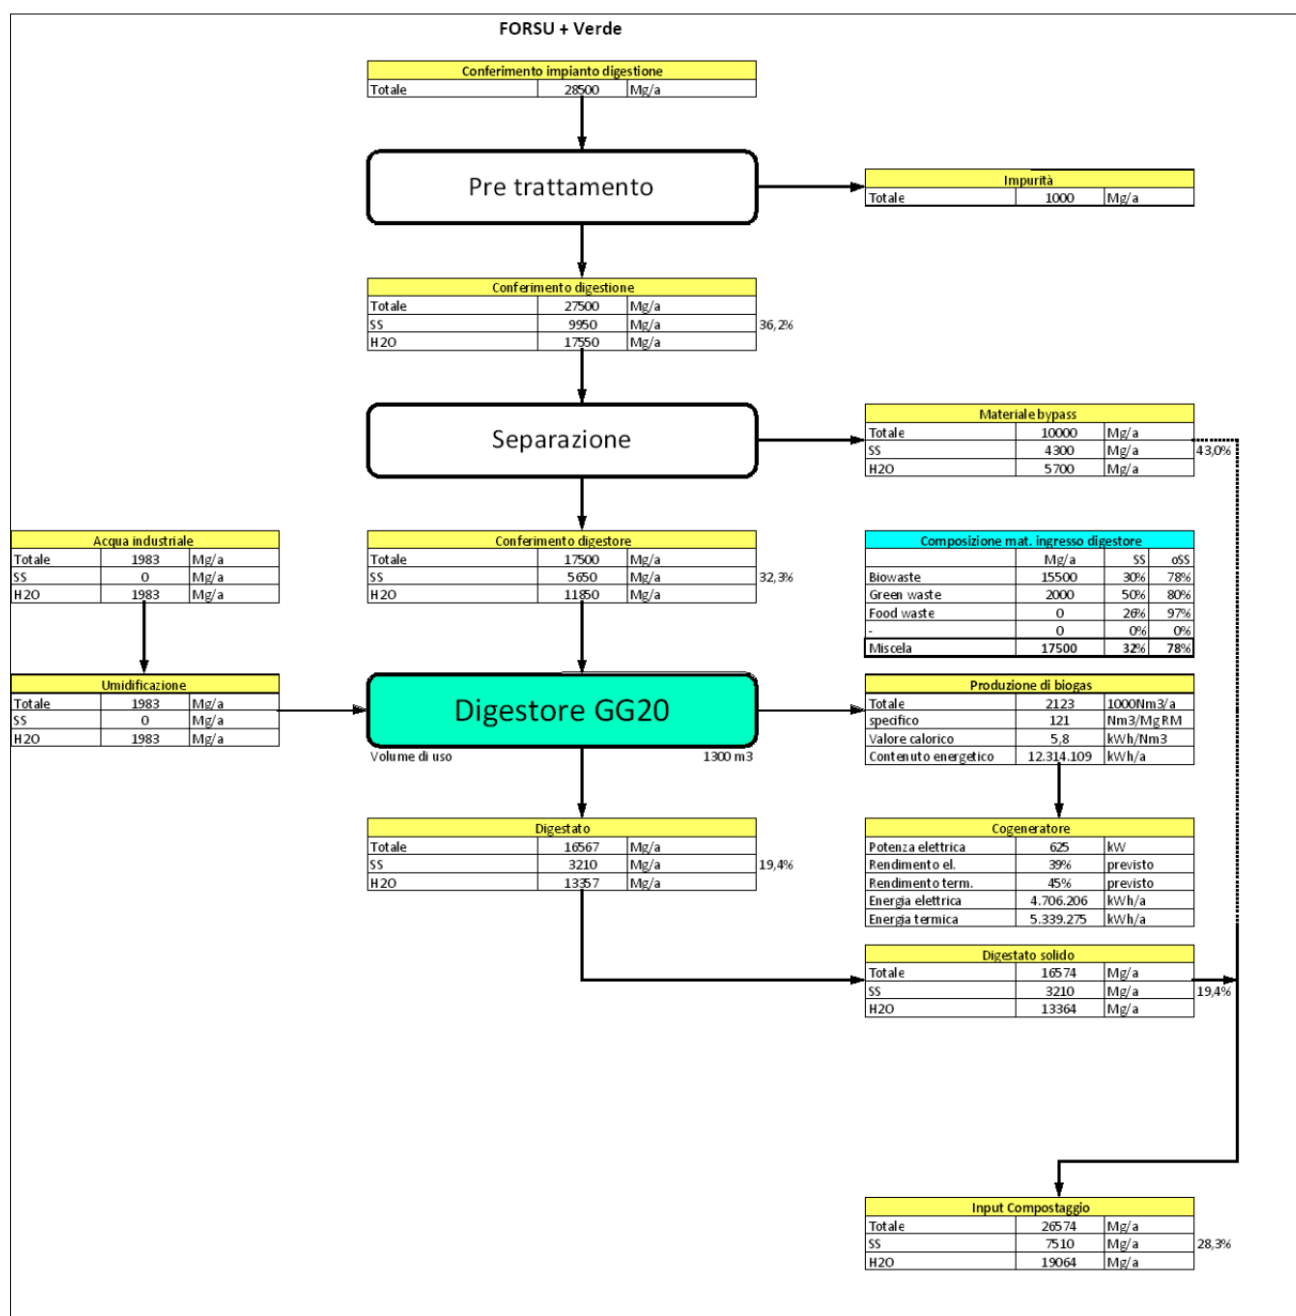 FORSU + Verde
Conferimento impianto digestione
Totale 28500 Mg/a
Pre trattamento
Impurità
Totale 1000 Mg/a
Conferimento digestione
Totale 27500 Mg/a
SS 9950 Mg/a 36,2%
H2O 17550 Mg/a
Separazione
Materiale bypass
Totale 10000 Mg/a
SS 4300 Mg/a 43,0%
H2O 5700 Mg/a
Acqua industriale
Totale 1983 Mg/a
SS 0 Mg/a
H2O 1983 Mg/a
Conferimento digestore
Totale 17500 Mg/a
SS 5650 Mg/a 32,3%
H2O 11850 Mg/a
Composizione mat. ingresso digestore
Mg/a SS oSS
Biowaste 15500 30% 78%
Green waste 2000 50% 80%
Food waste 0 26% 97%
- 0 0% 0%
Miscela 17500 32% 78%
Umidificazione
Totale 1983 Mg/a
SS 0 Mg/a
H2O 1983 Mg/a
Digestore GG20
Volume di uso 1300 m3
Produzione di biogas
Totale 2123 1000Nm3/a
specifico 121 Nm3/Mg RM
Valore calorico 5,8 kWh/Nm3
Contenuto energetico 12.314.109 kWh/a
Digestato
Totale 16567 Mg/a
SS 3210 Mg/a 19,4%
H2O 13357 Mg/a
Cogeneratore
Potenza elettrica 625 kW
Rendimento el. 39% previsto
Rendimento term. 45% previsto
Energia elettrica 4.706.206 kWh/a
Energia termica 5.339.275 kWh/a
Digestato solido
Totale 16574 Mg/a
SS 3210 Mg/a 19,4%
H2O 13364 Mg/a
Input Compostaggio
Totale 26574 Mg/a
SS 7510 Mg/a 28,3%
H2O 19064 Mg/a